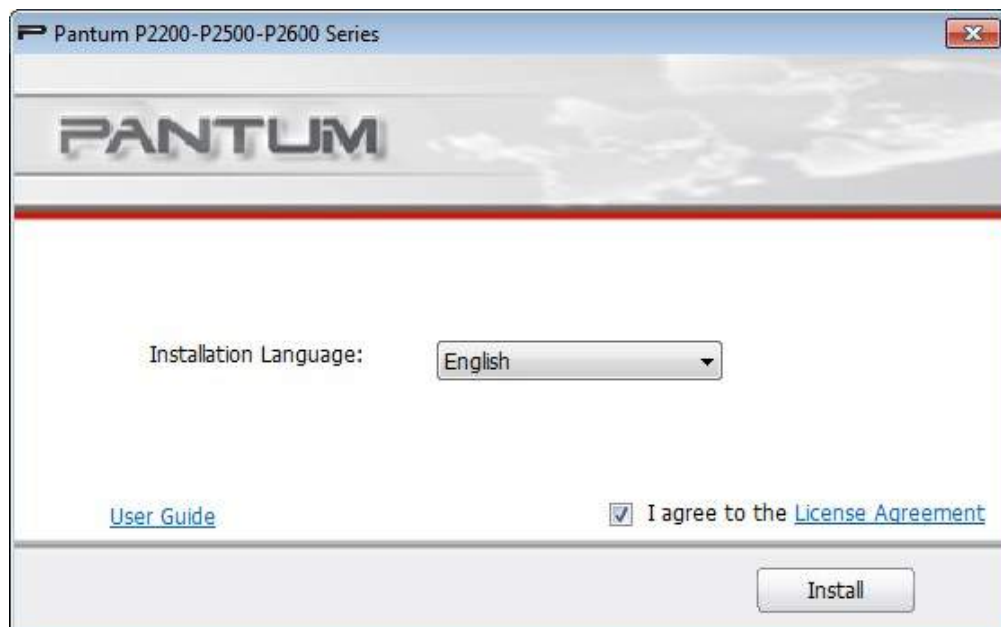 Pantum P2200-P2500-P2600 Series
PANTUM
Installation Language:
English
User Guide
I agree to the License Agreement
Install